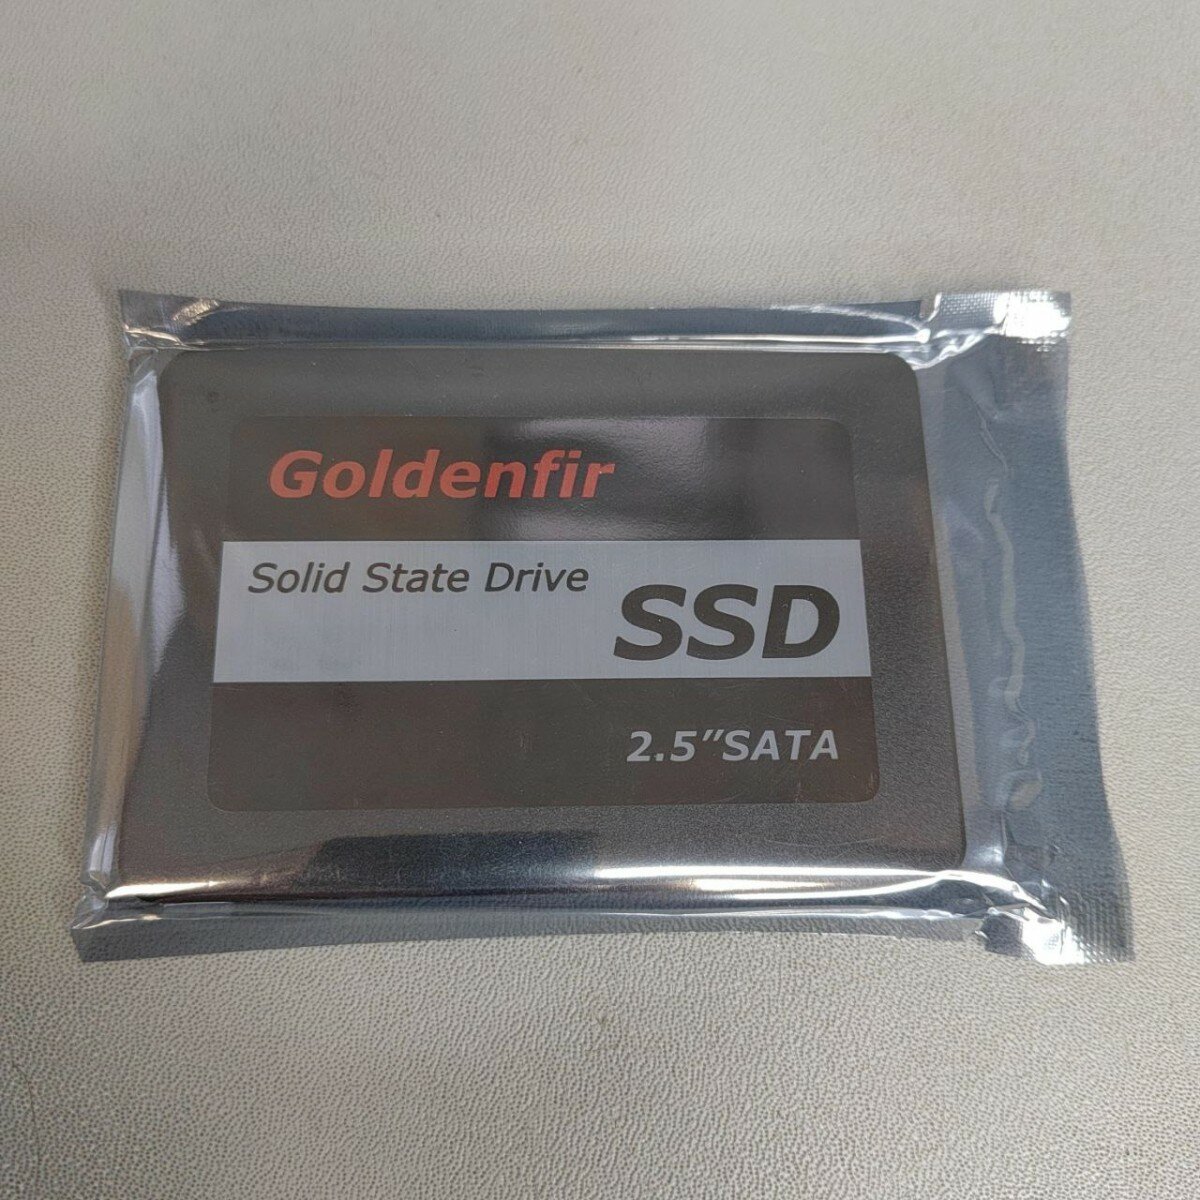 Goldenfir
Solid State Drive
SSD
2.5"SATA